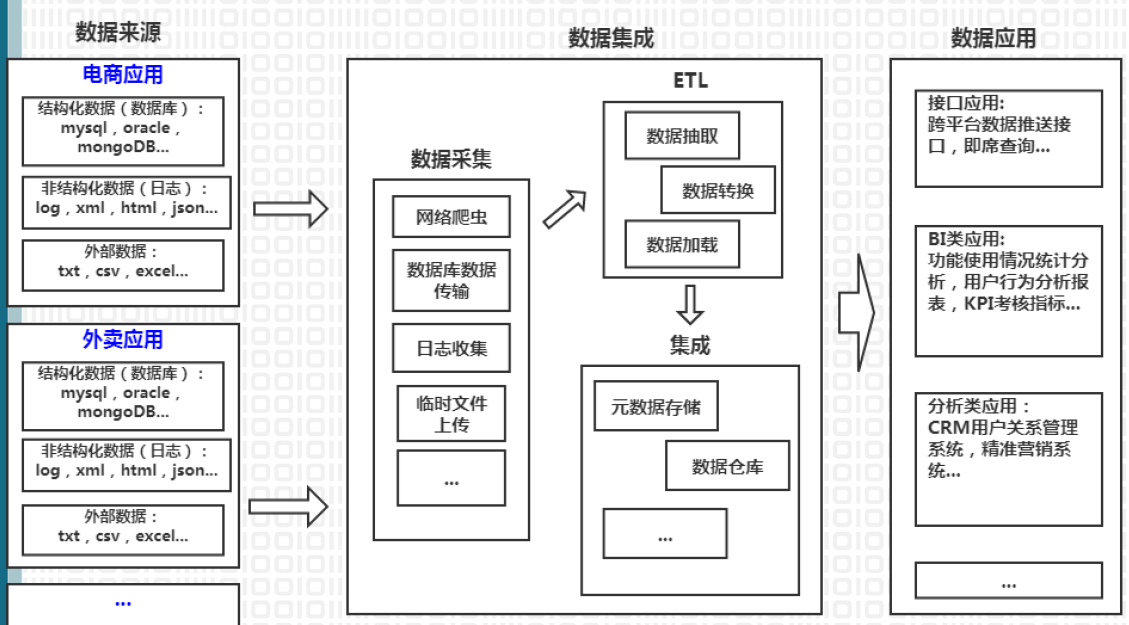 数据来源
电商应用
结构化数据（数据库）：
mysql，oracle，
mongoDB...
非结构化数据（日志）：
log，xml，html，json...
外部数据：
txt，csv，excel...
外卖应用
结构化数据（数据库）：
mysql，oracle，
mongoDB...
非结构化数据（日志）：
log，xml，html，json...
外部数据：
txt，csv，excel...
...
数据集成
数据采集
网络爬虫
数据库数据
传输
日志收集
临时文件
上传
...
ETL
数据抽取
数据转换
数据加载
集成
元数据存储
数据仓库
...
数据应用
接口应用:
跨平台数据推送接
口，即席查询...
BI类应用:
功能使用情况统计分
析，用户行为分析报
表，KPI考核指标...
分析类应用：
CRM用户关系管理
系统，精准营销系
统...
...